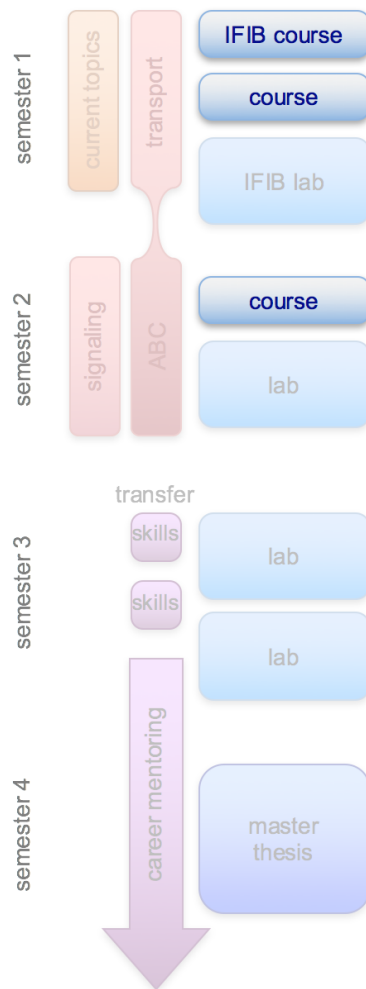 semester 1
current topics
transport
IFIB course
course
IFIB lab
semester 2
signaling
ABC
course
lab
semester 3
transfer
skills
skills
lab
lab
semester 4
career mentoring
master
thesis